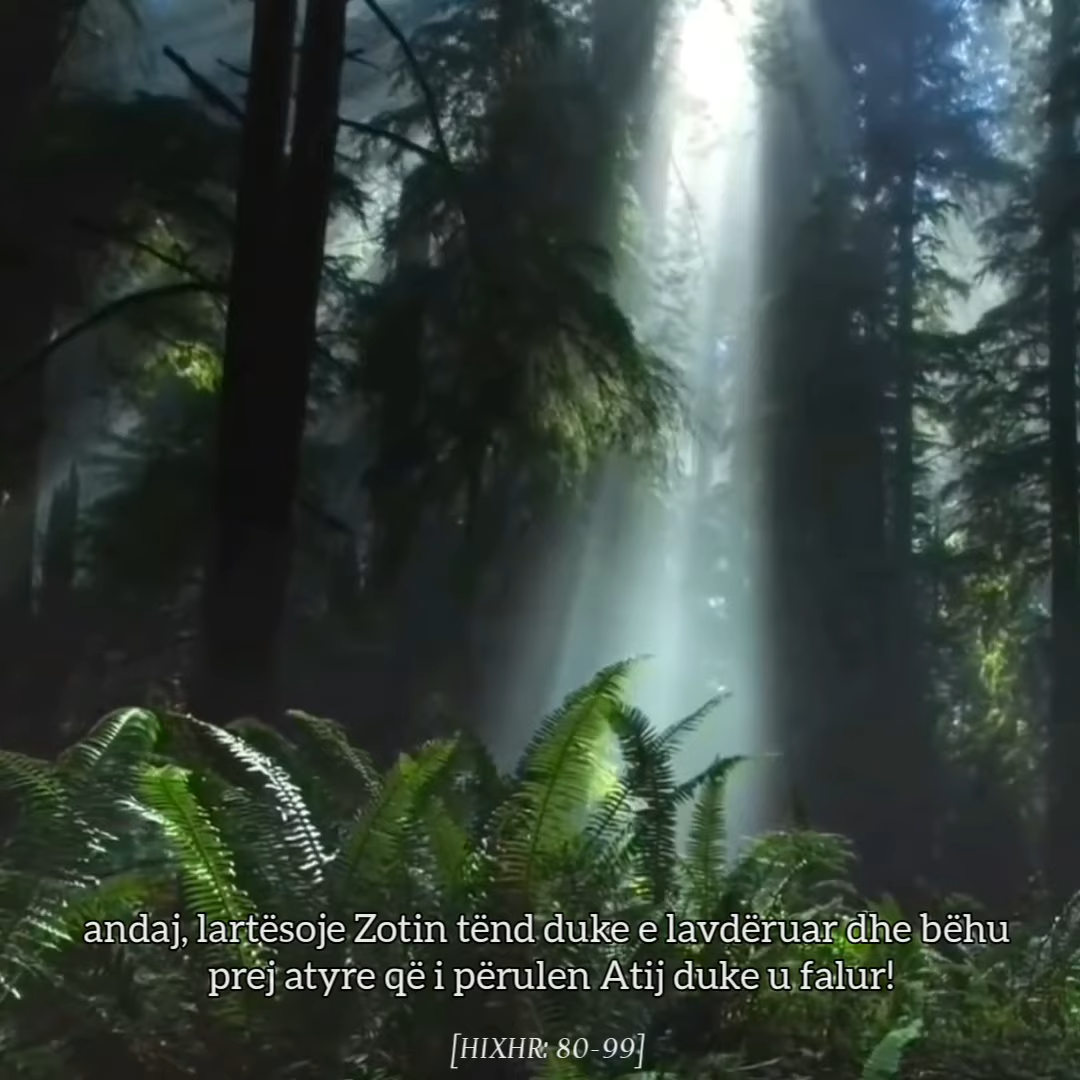 andaj, lartësoje Zotin tënd duke e lavdëruar dhe bëhu
prej atyre që i përulen Atij duke u falur!
[HIXHR: 80-99]